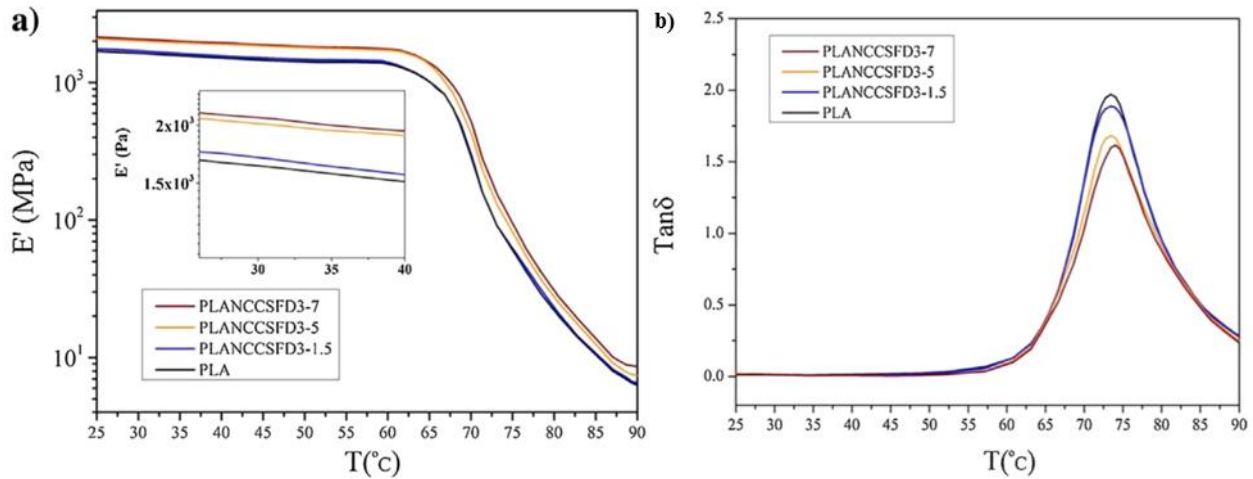 a)
E' (MPa)
10³
10²
10¹
E' (Pa)
2x10³
1.5x10³
30 35 40
PLANCCSFD3-7
PLANCCSFD3-5
PLANCCSFD3-1.5
PLA
25 30 35 40 45 50 55 60 65 70 75 80 85 90
T(°C)
b)
Tanδ
2.5
2.0
1.5
1.0
0.5
0.0
PLANCCSFD3-7
PLANCCSFD3-5
PLANCCSFD3-1.5
PLA
25 30 35 40 45 50 55 60 65 70 75 80 85 90
T(°C)